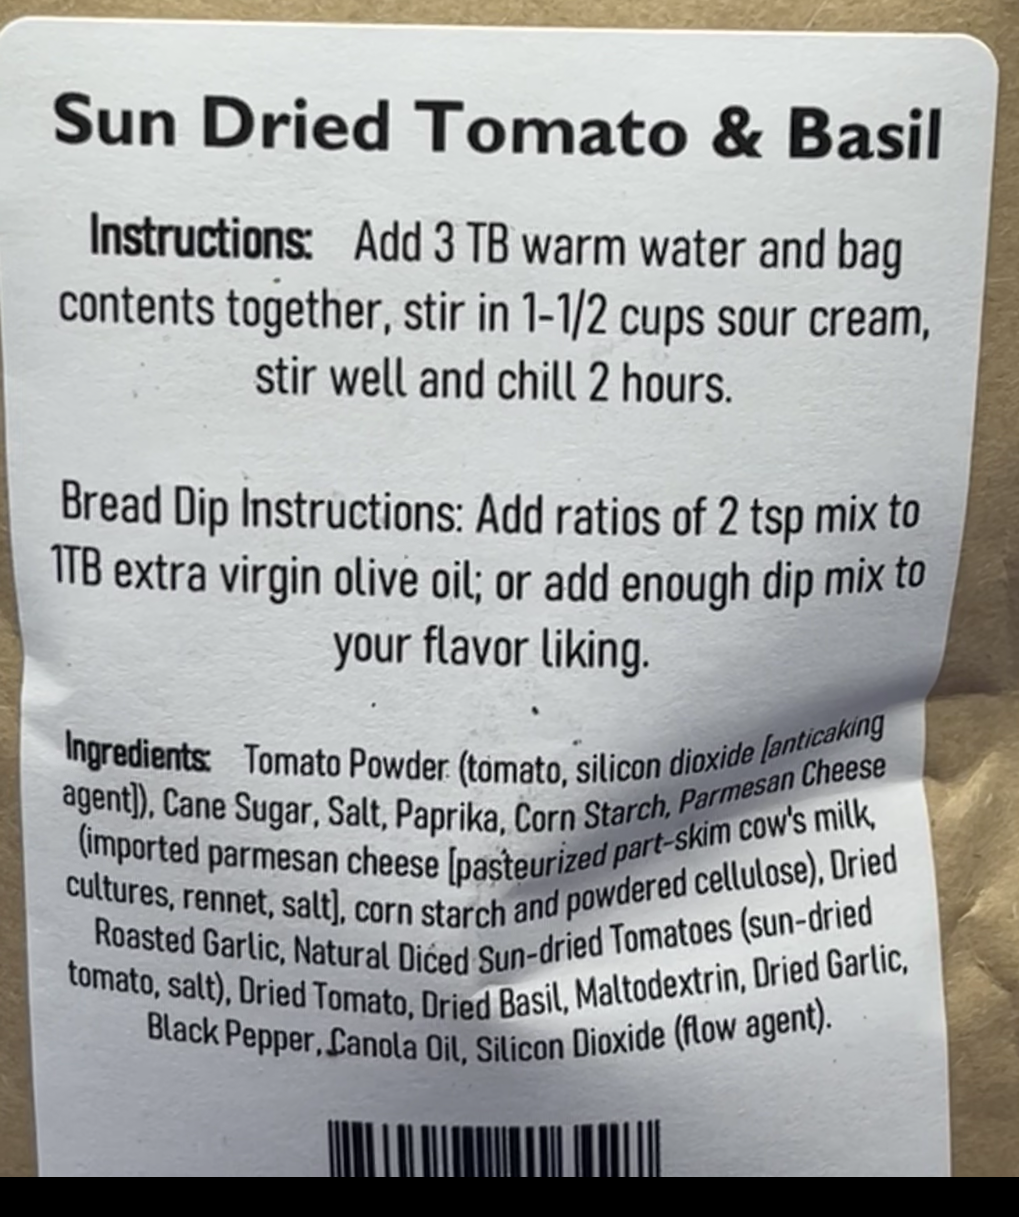 Sun Dried Tomato & Basil
Instructions: Add 3 TB warm water and bag
contents together, stir in 1-1/2 cups sour cream,
stir well and chill 2 hours.
Bread Dip Instructions: Add ratios of 2 tsp mix to
1TB extra virgin olive oil; or add enough dip mix to
your flavor liking.
Ingredients: Tomato Powder (tomato, silicon dioxide [anticaking
agent]), Cane Sugar, Salt, Paprika, Corn Starch, Parmesan Cheese
(imported parmesan cheese [pasteurized part-skim cow's milk,
cultures, rennet, salt], corn starch and powdered cellulose), Dried
Roasted Garlic, Natural Diced Sun-dried Tomatoes (sun-dried
tomato, salt), Dried Tomato, Dried Basil, Maltodextrin, Dried Garlic,
Black Pepper, Canola Oil, Silicon Dioxide (flow agent).